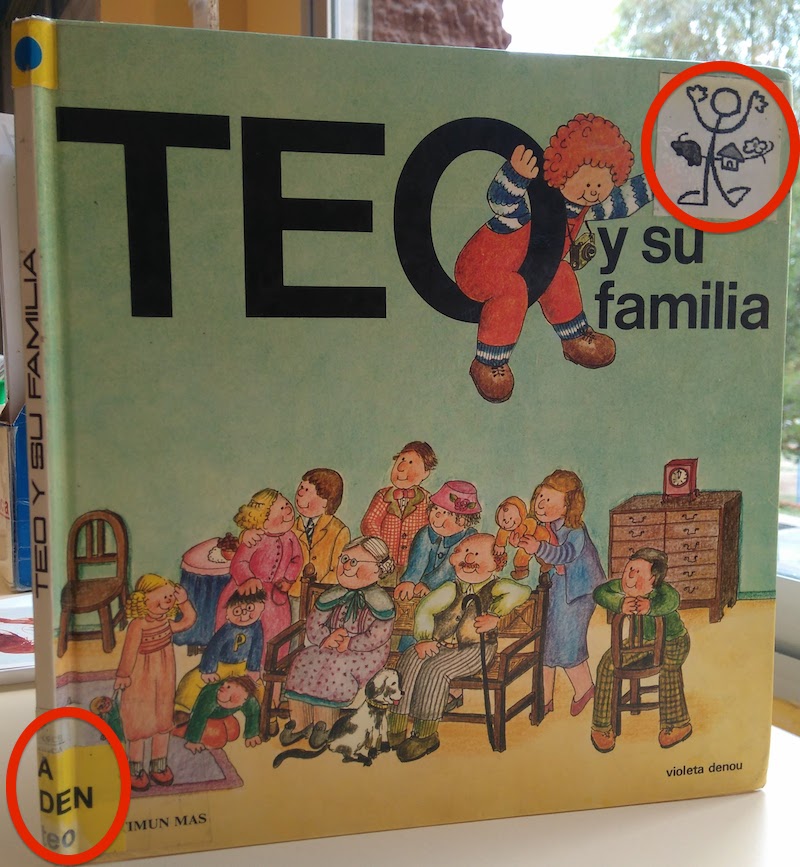 TEO
y su
familia
TEO Y SU FAMILIA
P
violeta denou
A
DEN
teo
TIMUN MAS